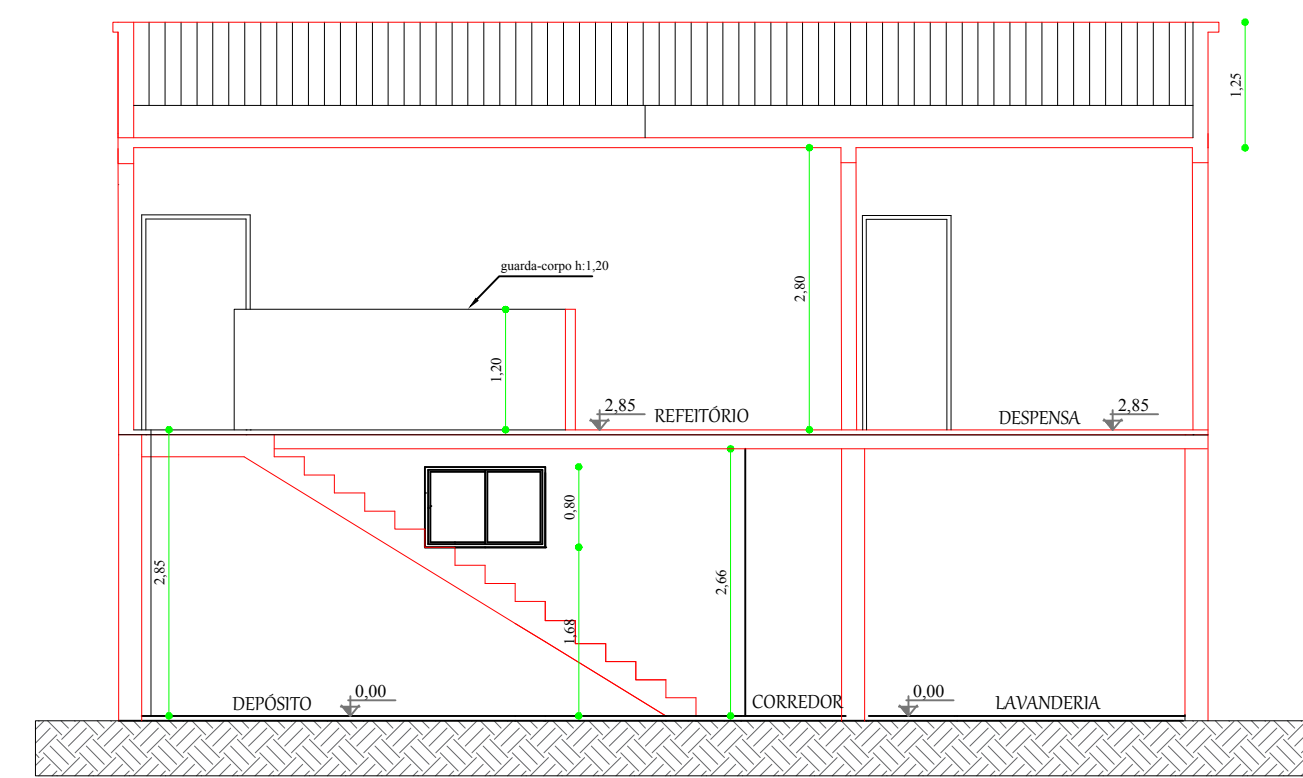 1,25
guarda-corpo h:1,20
2,80
1,20
2,85
REFEITÓRIO
DESPENSA
2,85
0,80
2,85
2,66
1,68
DEPÓSITO
0,00
CORREDOR
0,00
LAVANDERIA